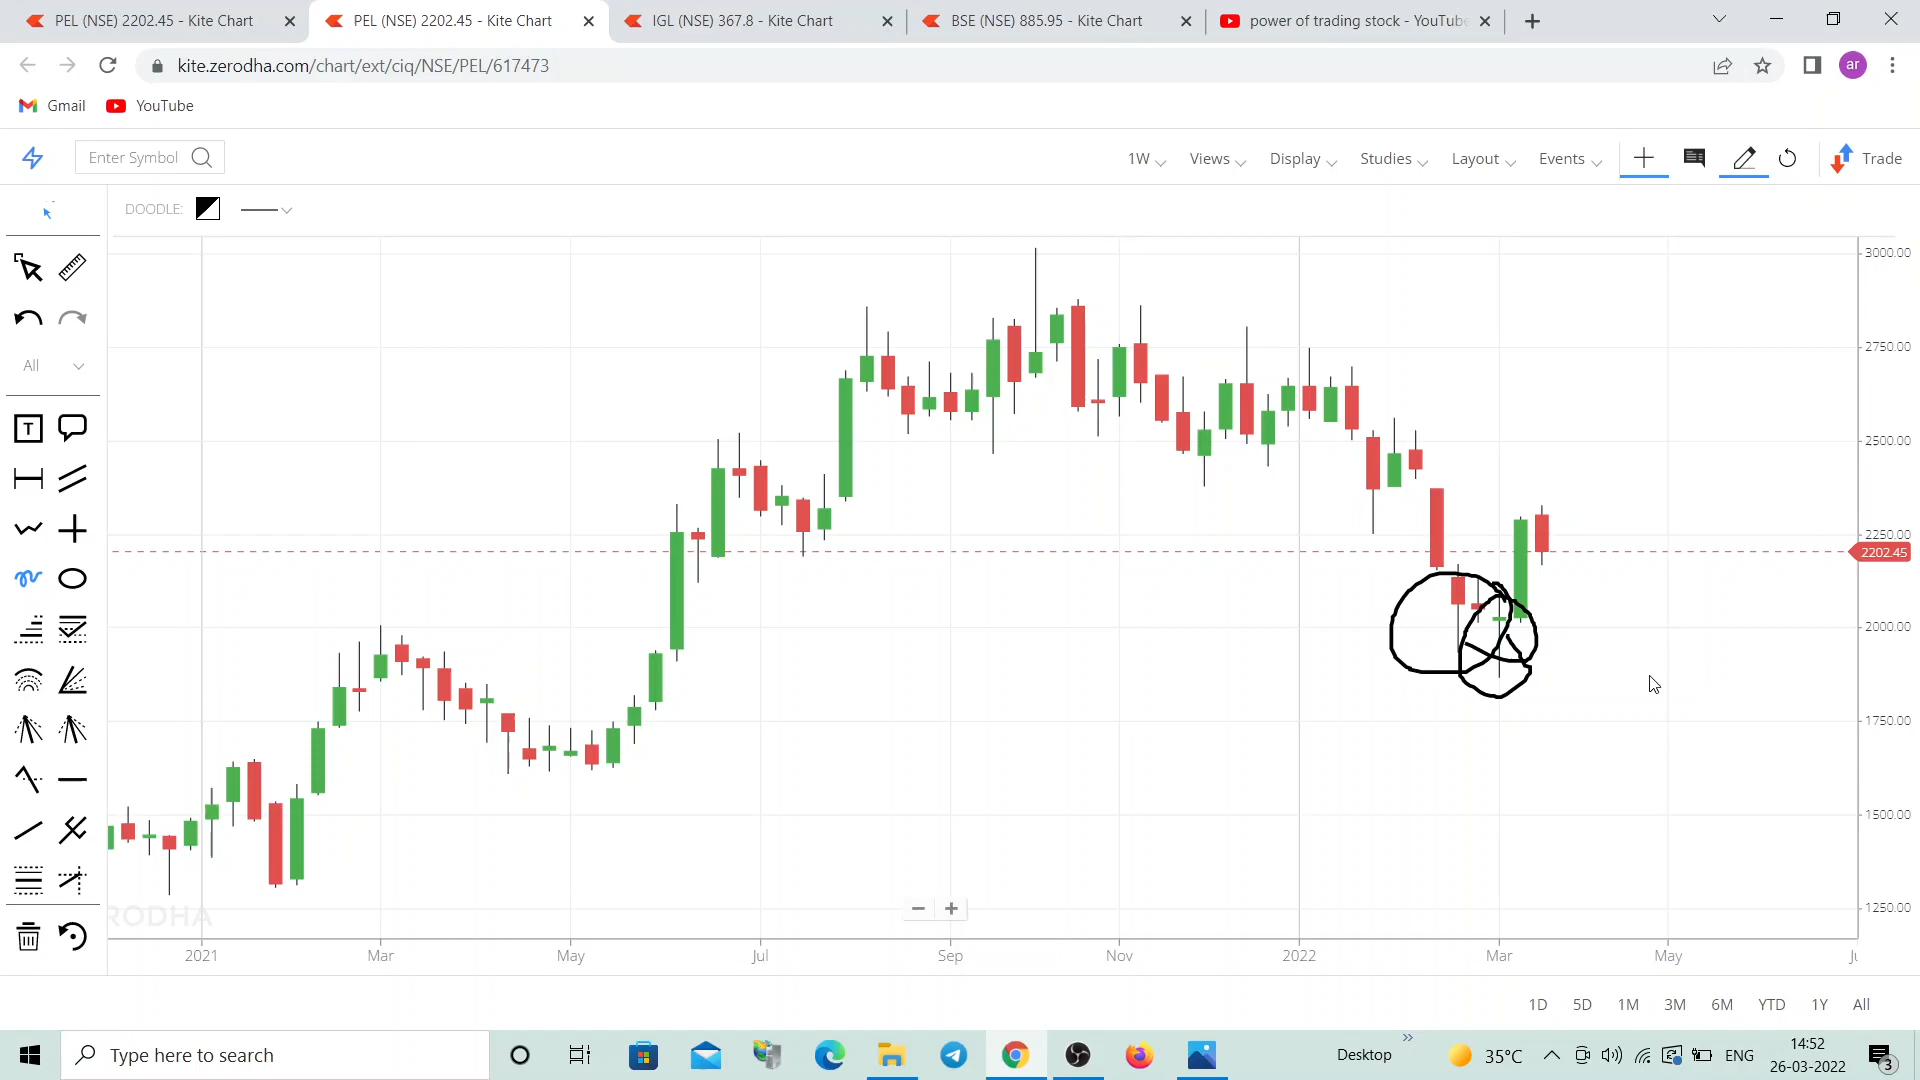 PEL (NSE) 2202.45 - Kite Chart
PEL (NSE) 2202.45 - Kite Chart
IGL (NSE) 367.8 - Kite Chart
BSE (NSE) 885.95 - Kite Chart
power of trading stock - YouTube
kite.zerodha.com/chart/ext/ciq/NSE/PEL/617473
ar
Gmail
YouTube
Enter Symbol
1W
Views
Display
Studies
Layout
Events
Trade
DOODLE:
All
T
3000.00
2750.00
2500.00
2250.00
2202.45
2000.00
1750.00
1500.00
1250.00
RODHA
2021
Mar
May
Jul
Sep
Nov
2022
Mar
May
1D
5D
1M
3M
6M
YTD
1Y
All
Type here to search
Desktop
35°C
ENG
14:52
26-03-2022
3